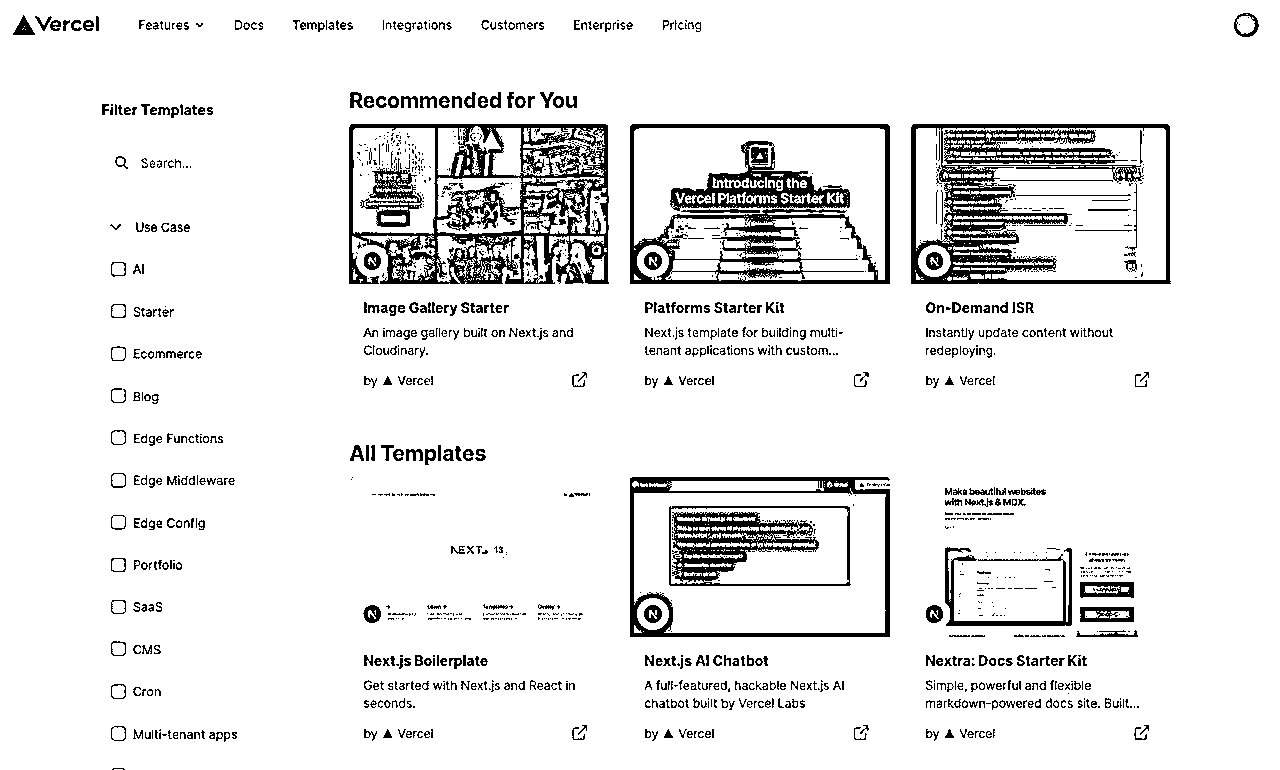 Vercel
Features
Docs
Templates
Integrations
Customers
Enterprise
Pricing
Filter Templates
Search...
Use Case
AI
Starter
Ecommerce
Blog
Edge Functions
Edge Middleware
Edge Config
Portfolio
SaaS
CMS
Cron
Multi-tenant apps
Recommended for You
N
Image Gallery Starter
An image gallery built on Next.js and
Cloudinary.
by ▲ Vercel
Introducing the
Vercel Platforms Starter Kit
N
Platforms Starter Kit
Next.js template for building multi-
tenant applications with custom...
by ▲ Vercel
N
On-Demand ISR
Instantly update content without
redeploying.
by ▲ Vercel
All Templates
NEXT.js 13
N
Next.js Boilerplate
Get started with Next.js and React in
seconds.
by ▲ Vercel
N
Next.js AI Chatbot
A full-featured, hackable Next.js AI
chatbot built by Vercel Labs
by ▲ Vercel
Make beautiful websites
with Next.js & MDX.
N
Nextra: Docs Starter Kit
Simple, powerful and flexible
markdown-powered docs site. Built...
by ▲ Vercel